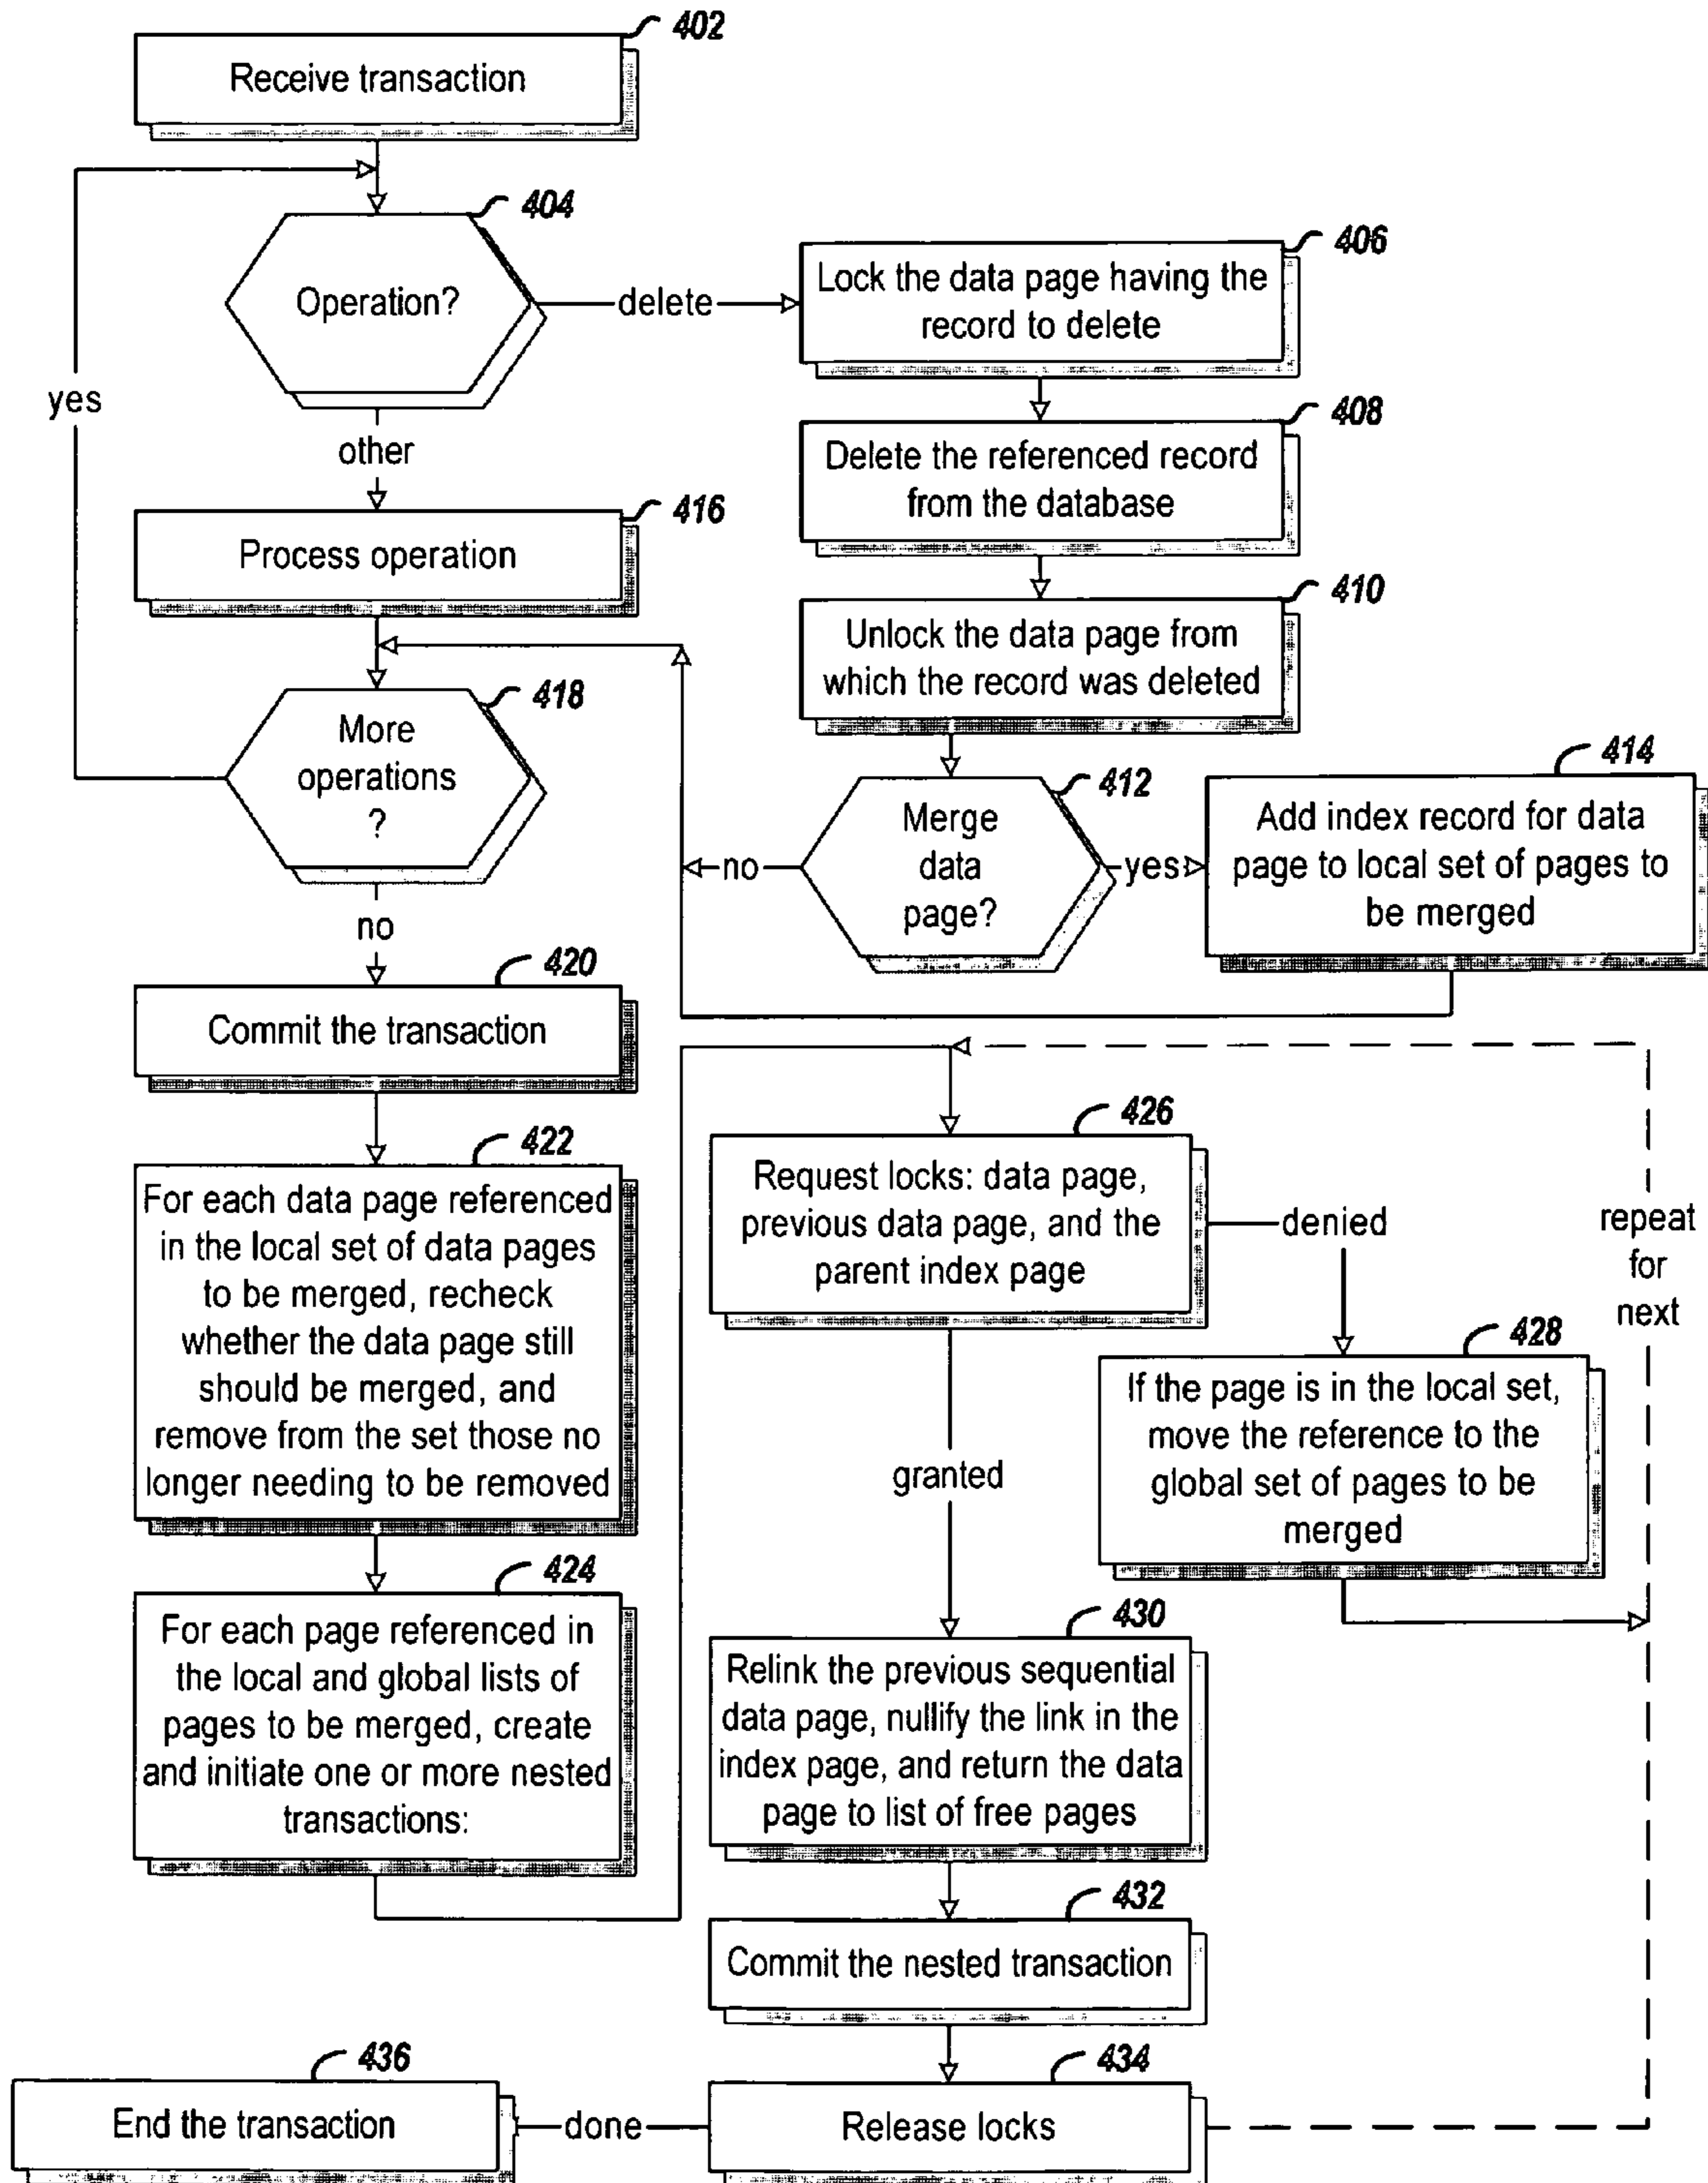 402
Receive transaction
404
Operation?
delete
406
Lock the data page having the
record to delete
408
Delete the referenced record
from the database
410
Unlock the data page from
which the record was deleted
412
Merge
data
page?
no
yes
414
Add index record for data
page to local set of pages to
be merged
other
416
Process operation
418
More
operations
?
yes
no
420
Commit the transaction
422
For each data page referenced
in the local set of data pages
to be merged, recheck
whether the data page still
should be merged, and
remove from the set those no
longer needing to be removed
424
For each page referenced in
the local and global lists of
pages to be merged, create
and initiate one or more nested
transactions:
426
Request locks: data page,
previous data page, and the
parent index page
denied
428
If the page is in the local set,
move the reference to the
global set of pages to be
merged
repeat
for
next
granted
430
Relink the previous sequential
data page, nullify the link in the
index page, and return the data
page to list of free pages
432
Commit the nested transaction
434
Release locks
done
436
End the transaction